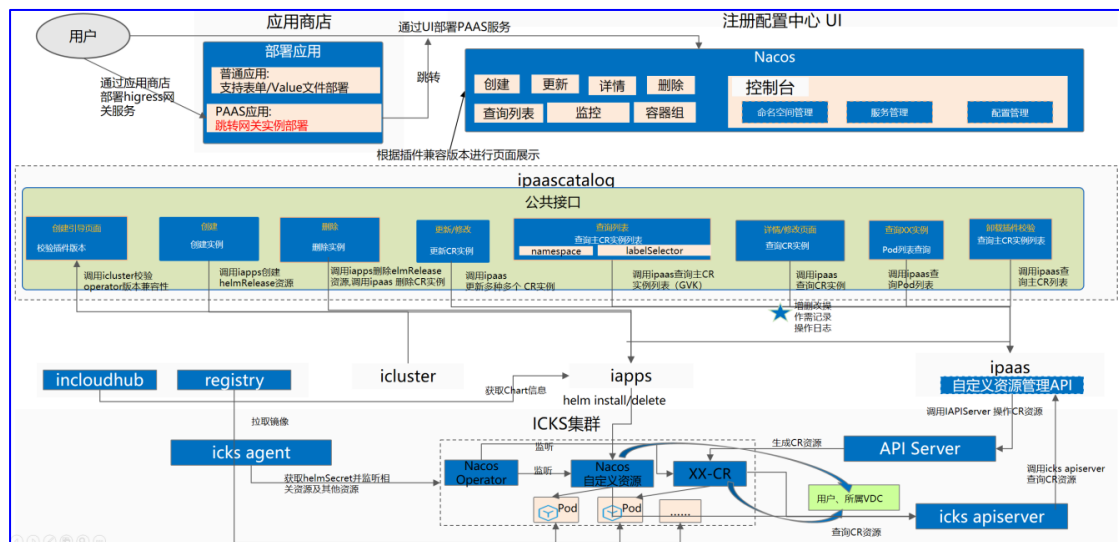 应用商店
注册配置中心 UI
用户
通过UI部署PAAS服务
部署应用
Nacos
普通应用:
支持表单/Value文件部署
跳转
创建
更新
详情
删除
控制台
通过应用商店
部署higress网
关服务
PAAS应用:
跳转网关实例部署
查询列表
监控
容器组
命名空间管理
服务管理
配置管理
根据插件兼容版本进行页面展示
ipaascatalog
公共接口
创建引导页面
校验插件版本
创建
创建实例
删除
删除实例
更新/修改
更新CR实例
查询列表
查询主CR实例列表
namespace
labelSelector
详情/修改页面
查询CR实例
查询XX实例
Pod列表查询
卸载插件校验
查询主CR实例列表
调用icluster校验
operator版本兼容性
调用iapps创建
helmRelease资源
调用iapps删除elmRelease
资源,调用ipaas 删除CR实例
调用ipaas
更新多种多个 CR实例
调用ipaas查询主CR
实例列表（GVK）
调用ipaas
查询CR实例
调用ipaas查
询Pod列表
调用ipaas查
询主CR列表
增删改操
作需记录
操作日志
incloudhub
registry
icluster
获取Chart信息
iapps
helm install/delete
ipaas
自定义资源管理API
拉取镜像
ICKS集群
调用IAPIServer 操作CR资源
icks agent
监听
生成CR资源
API Server
获取helmSecret并监听相
关资源及其他资源
Nacos
Operator
监听
Nacos
自定义资源
XX-CR
调用icks apiserver
查询CR资源
用户、所属VDC
Pod
Pod
......
icks apiserver
查询CR资源